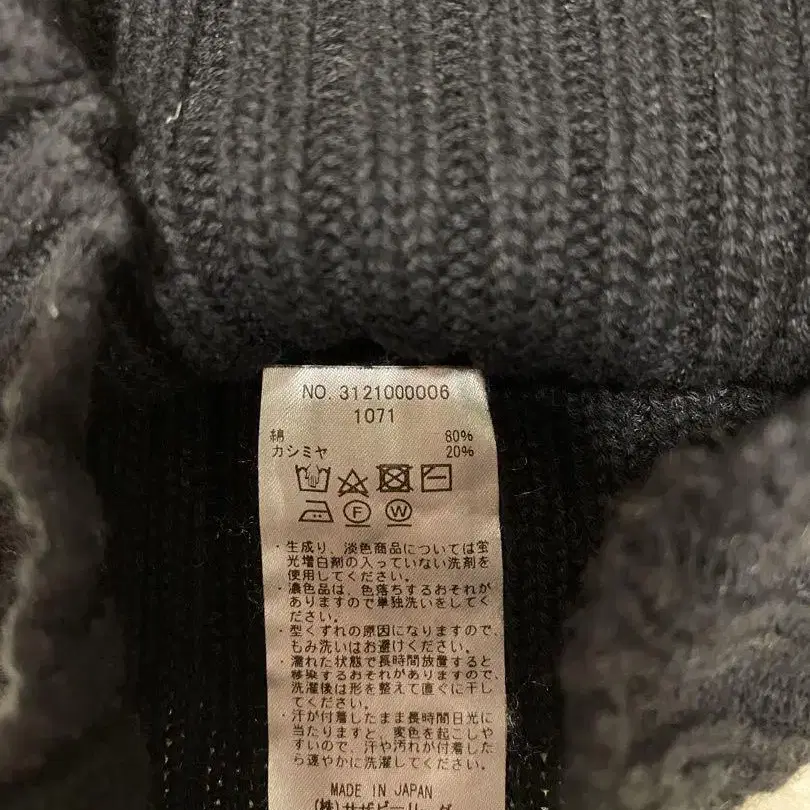 NO. 3121000006
1071
綿 80%
カシミヤ 20%
F W
・生成り、淡色商品については蛍
光増白剤の入っていない洗剤を
使用してください。
・濃色品は、色落ちするおそれが
ありますので単独洗いをしてく
ださい。
・型くずれの原因になりますので、
もみ洗いはお避けください。
・濡れた状態で長時間放置すると
移染するおそれがありますので、
洗濯後は形を整えて直ぐに干し
てください。
・汗が付着したまま長時間日光に
当たりますと、変色を起こしや
すいので、汗や汚れが付着した
ら速やかに洗濯してください。
MADE IN JAPAN
(株)サザビーリーグ